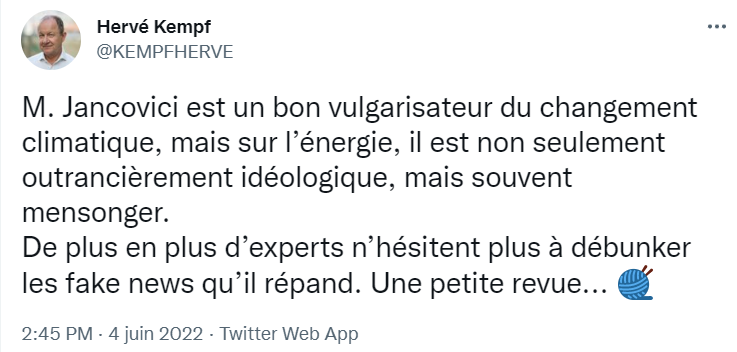 Hervé Kempf
@KEMPFHERVE
M. Jancovici est un bon vulgarisateur du changement
climatique, mais sur l’énergie, il est non seulement
outrancièrement idéologique, mais souvent
mensonger.
De plus en plus d’experts n’hésitent plus à débunker
les fake news qu’il répand. Une petite revue... 🧶
2:45 PM · 4 juin 2022 · Twitter Web App